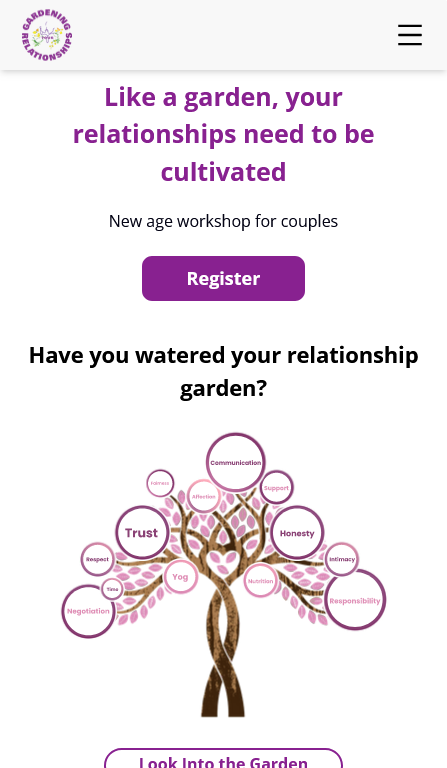 GARDENING
RELATIONSHIPS
Like a garden, your
relationships need to be
cultivated
New age workshop for couples
Register
Have you watered your relationship
garden?
Communication
Fairness
Affection
Support
Trust
Honesty
Respect
Intimacy
Time
Yog
Nutrition
Negotiation
Responsibility
Look Into the Garden